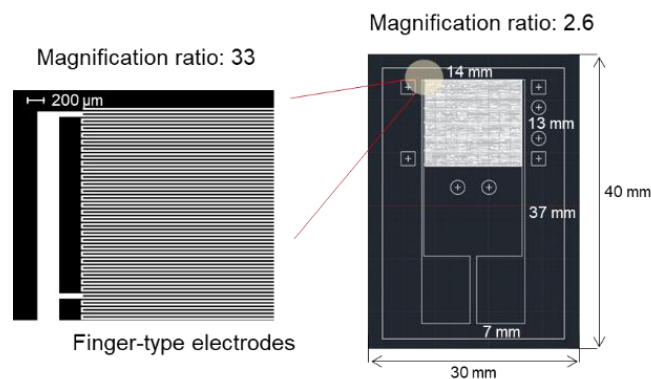 Magnification ratio: 2.6
Magnification ratio: 33
200 µm
14 mm
13 mm
40 mm
37 mm
7 mm
Finger-type electrodes
30 mm